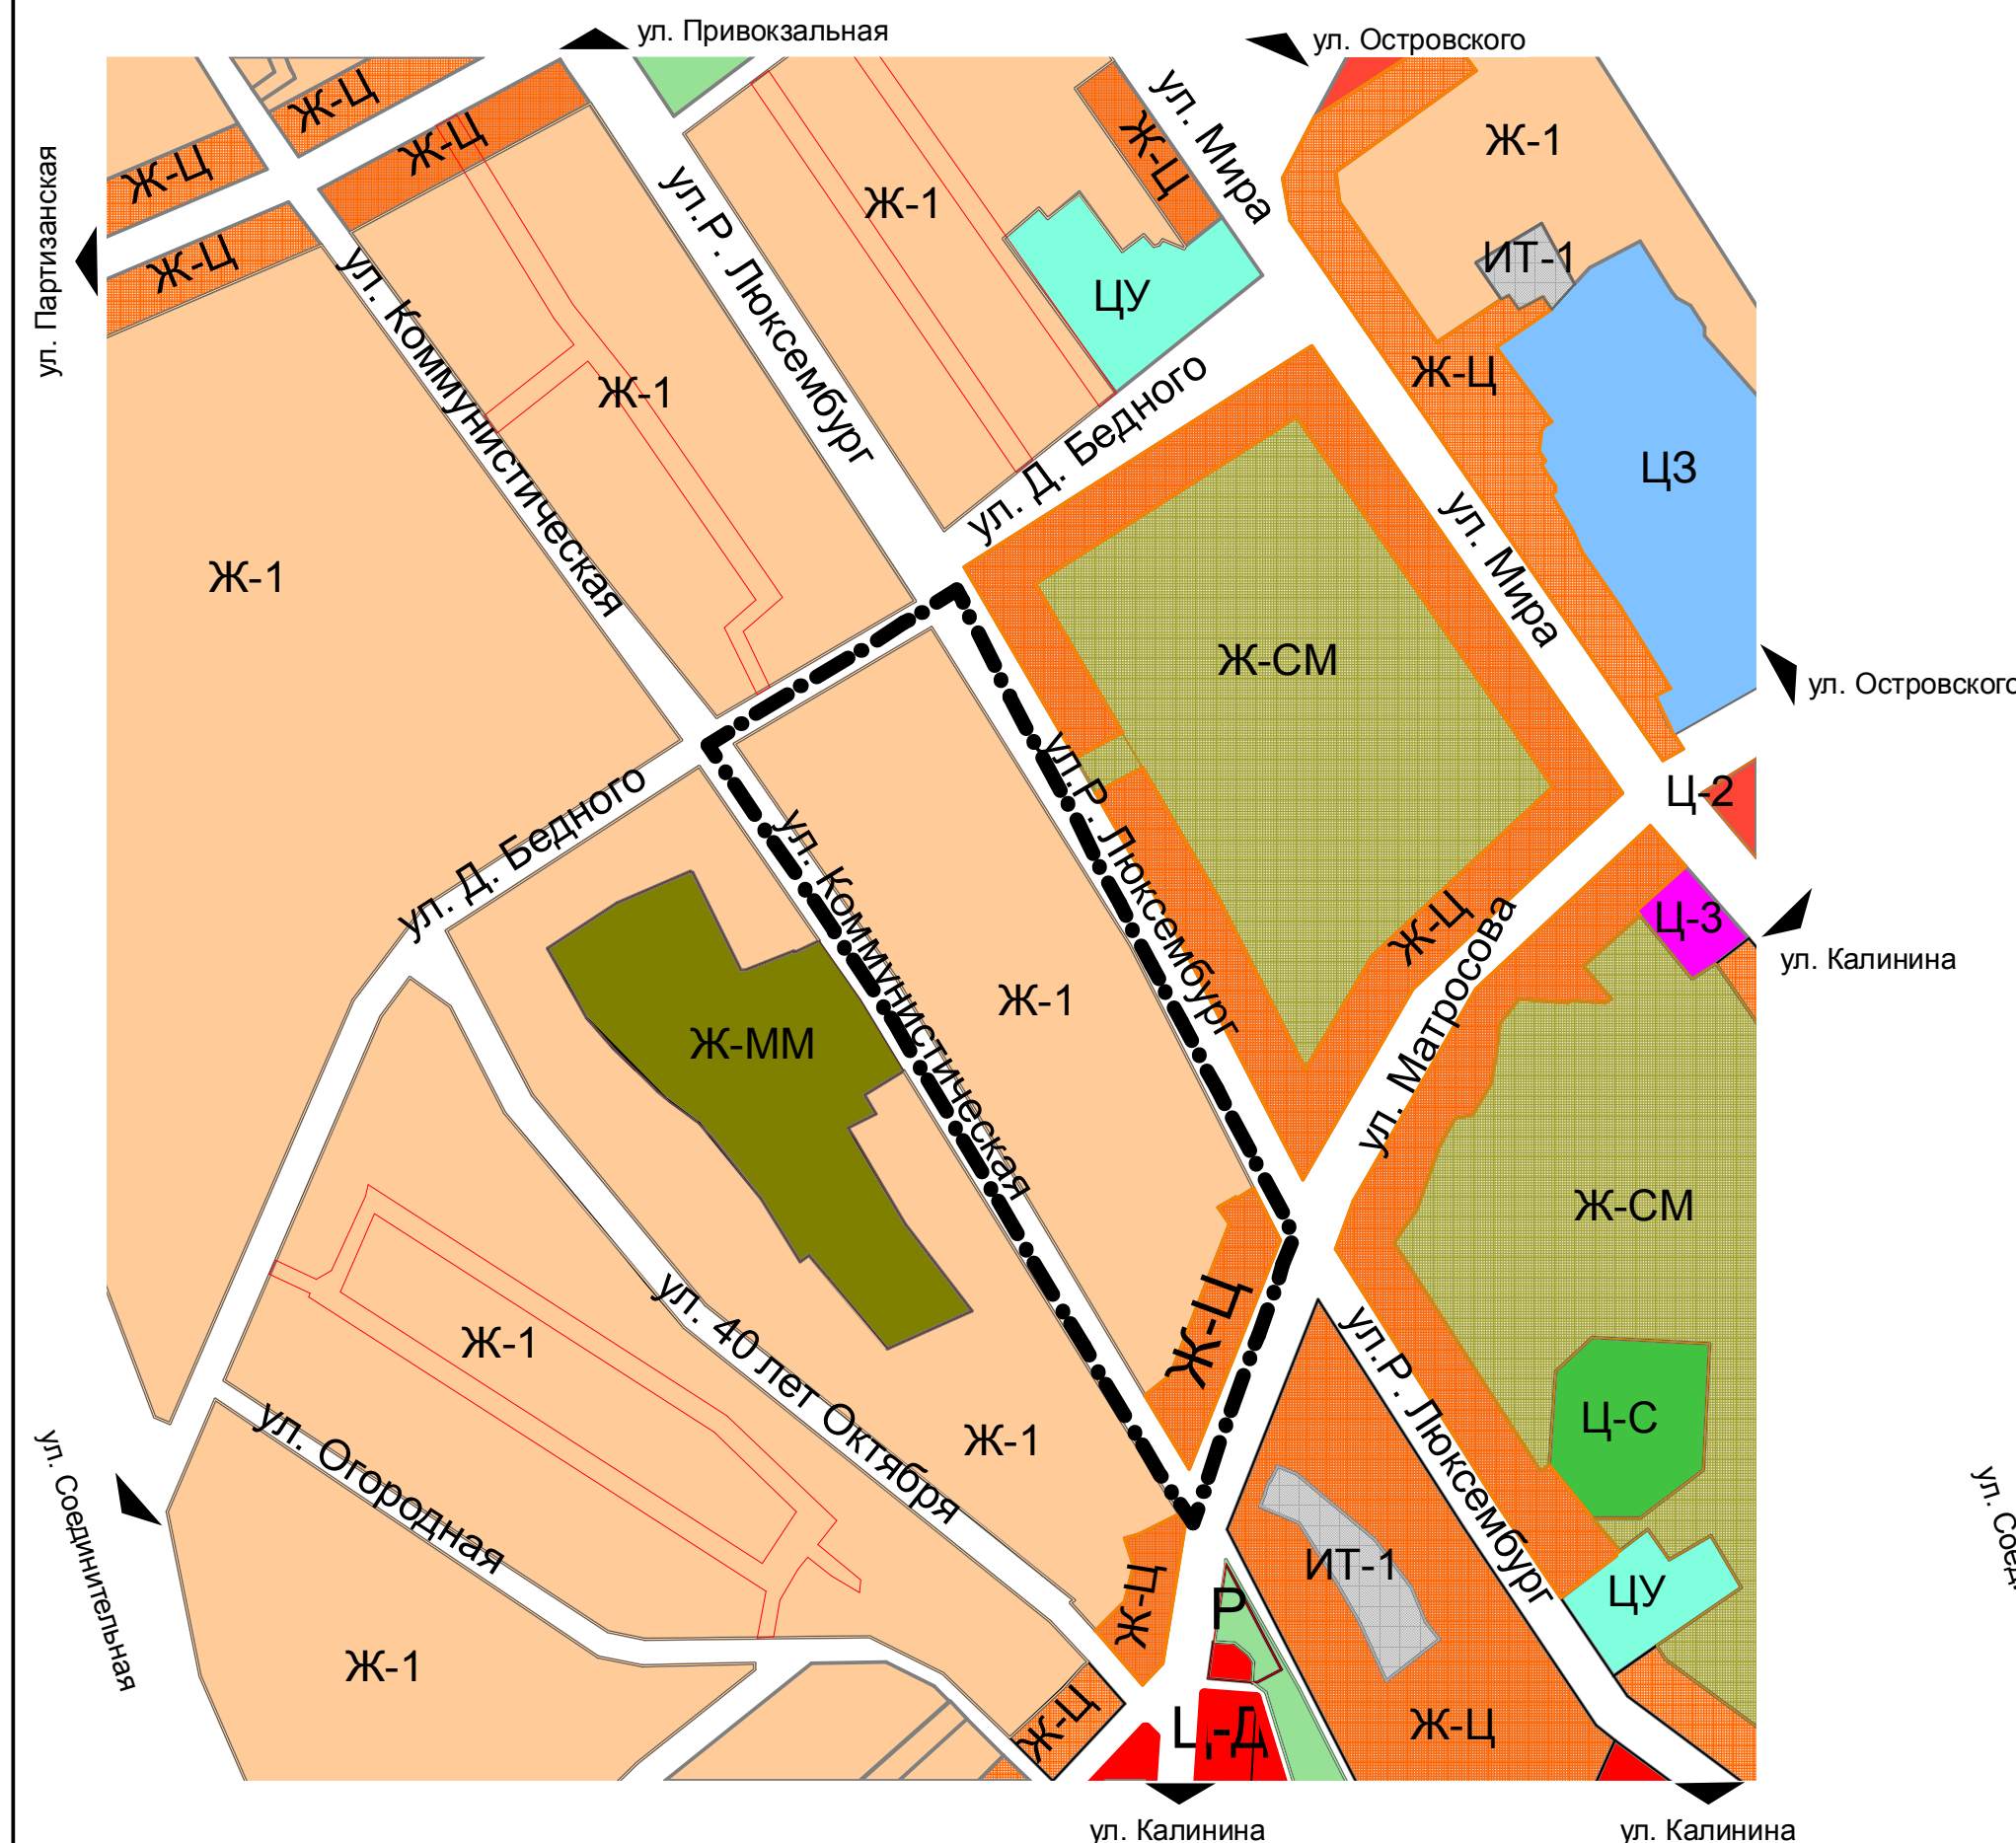 ул. Привокзальная
ул. Островского
Ж-Ц
Ж-Ц
Ж-Ц
Ж-Ц
Ж-Ц
ул. Мира
Ж-1
Ж-1
ул. Партизанская
ул.Р. Люксембург
ИТ-1
ЦУ
ул. Коммунистическая
Ж-1
Ж-Ц
ул. Д. Бедного
ЦЗ
ул. Мира
Ж-1
Ж-СМ
ул. Островского
Ц-2
ул. Д. Бедного
ул. Коммунистическая
ул.Р. Люксембург
Ж-Ц
Ц-3
ул. Калинина
Ж-1
Ж-ММ
ул. Матросова
Ж-СМ
Ж-1
ул. 40 лет Октября
Ж-Ц
ул.Р. Люксембург
Ц-С
Ж-1
ул. Огородная
ул. Соединительная
ИТ-1
ЦУ
Ж-Ц
Р
Ж-1
Ж-Ц
Ц-Д
Ж-Ц
ул. Калинина
ул. Калинина